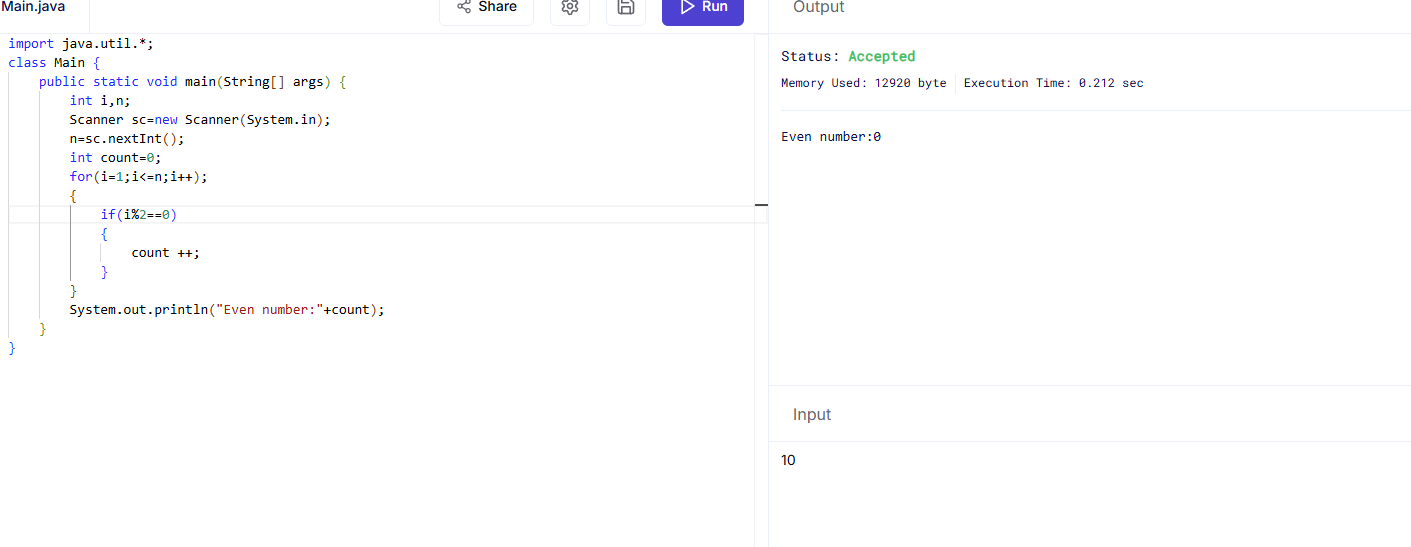 Main.java
Share
Run
import java.util.*;
class Main {
    public static void main(String[] args) {
        int i,n;
        Scanner sc=new Scanner(System.in);
        n=sc.nextInt();
        int count=0;
        for(i=1;i<=n;i++);
        {
            if(i%2==0)
            {
                count ++;
            }
        }
        System.out.println("Even number:"+count);
    }
}
Output
Status: Accepted
Memory Used: 12920 byte Execution Time: 0.212 sec
Even number:0
Input
10